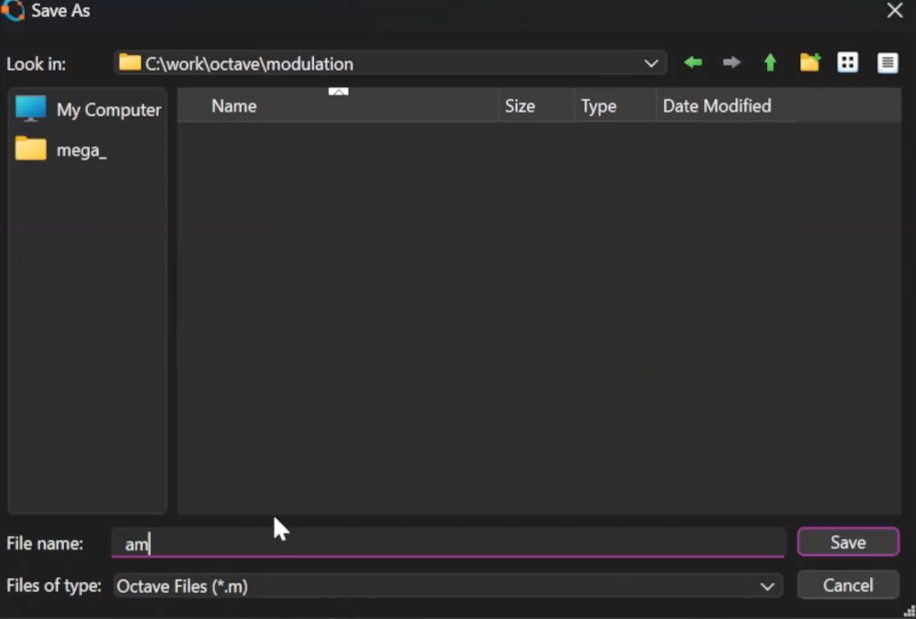 Save As
Look in: C:\work\octave\modulation
My Computer
mega_
Name Size Type Date Modified
File name: am Save
Files of type: Octave Files (*.m) Cancel